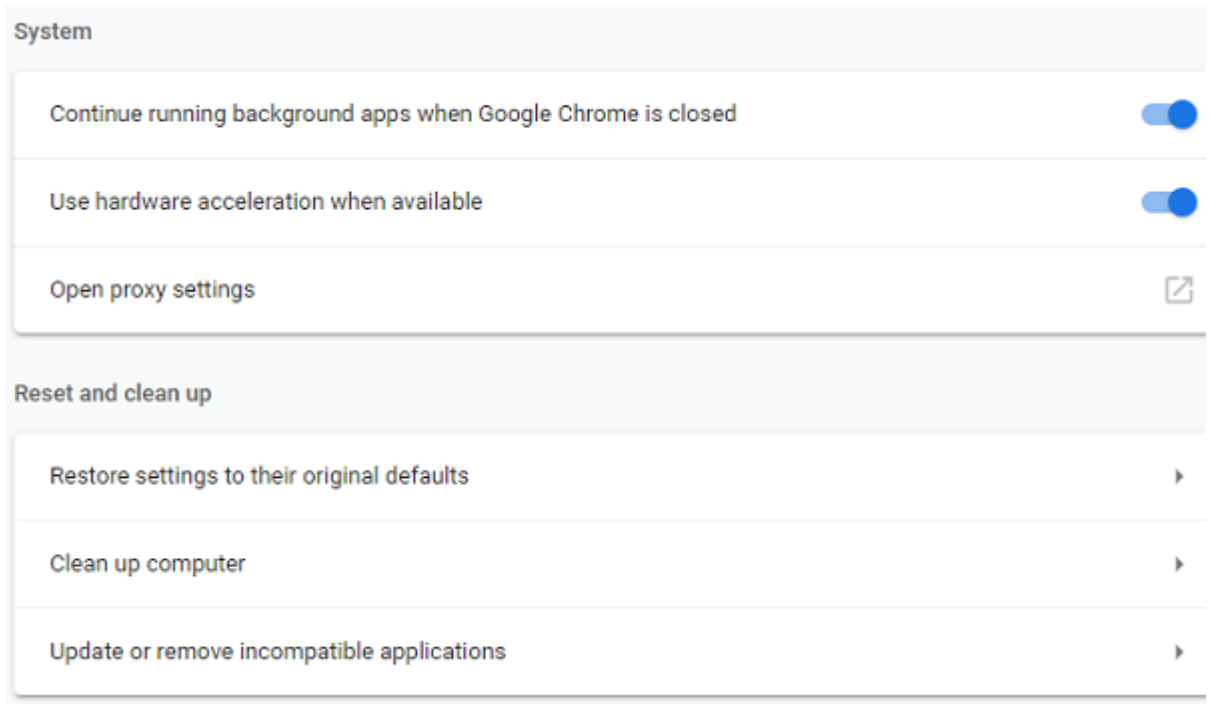 System
Continue running background apps when Google Chrome is closed
Use hardware acceleration when available
Open proxy settings
Reset and clean up
Restore settings to their original defaults
Clean up computer
Update or remove incompatible applications